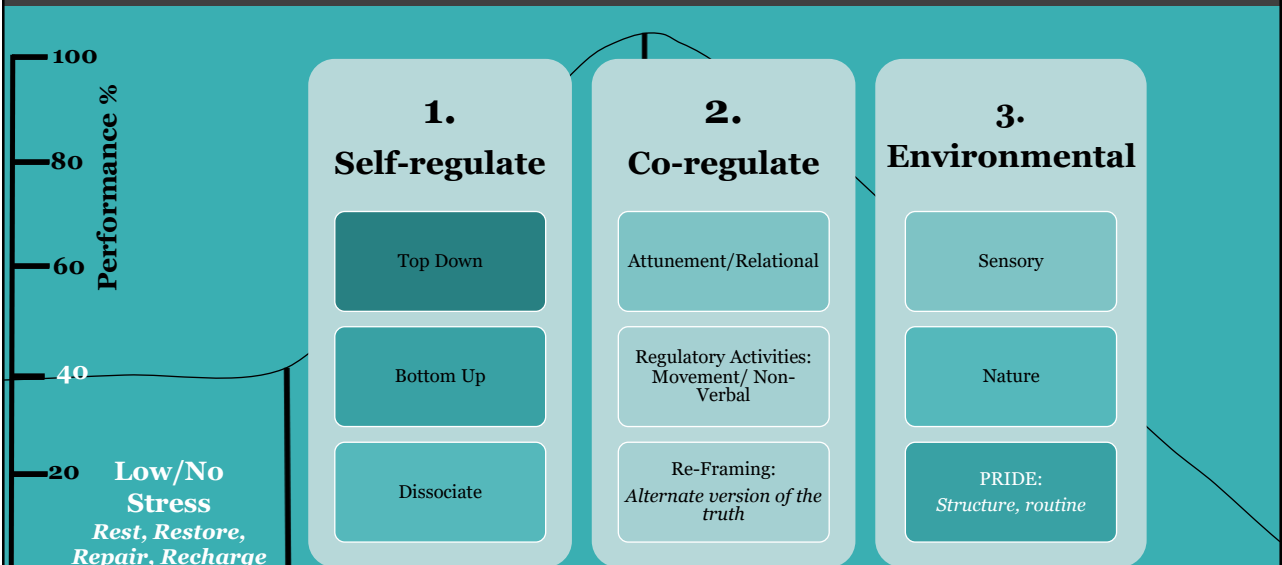 100
80
60
40
20
Performance %
Low/No
Stress
Rest, Restore,
Repair, Recharge
1.
Self-regulate
Top Down
Bottom Up
Dissociate
2.
Co-regulate
Attunement/Relational
Regulatory Activities:
Movement/ Non-
Verbal
Re-Framing:
Alternate version of the
truth
3.
Environmental
Sensory
Nature
PRIDE:
Structure, routine